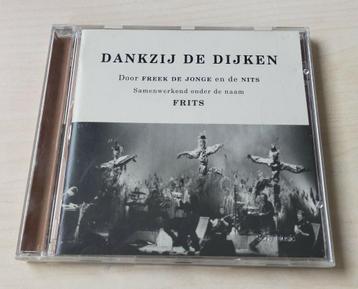 DANKZIJ DE DIJKEN
Door FREEK DE JONGE en de NITS
Samenwerkend onder de naam
FRITS